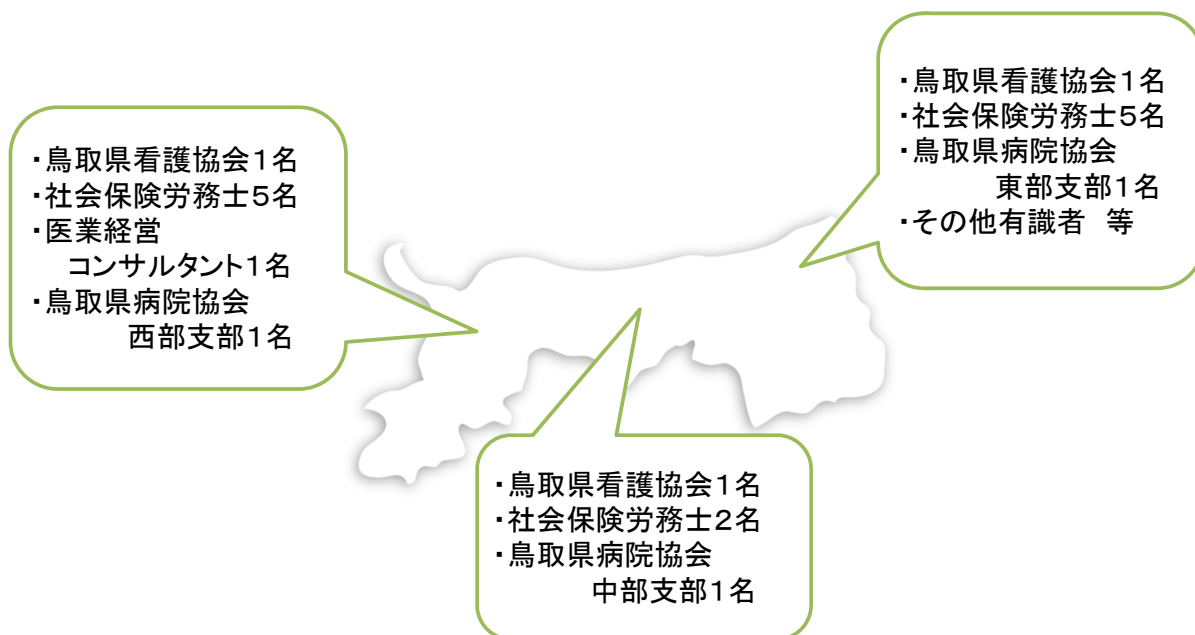 ・鳥取県看護協会１名
・社会保険労務士５名
・医業経営
コンサルタント１名
・鳥取県病院協会
西部支部１名
・鳥取県看護協会１名
・社会保険労務士２名
・鳥取県病院協会
中部支部１名
・鳥取県看護協会１名
・社会保険労務士５名
・鳥取県病院協会
東部支部１名
・その他有識者　等